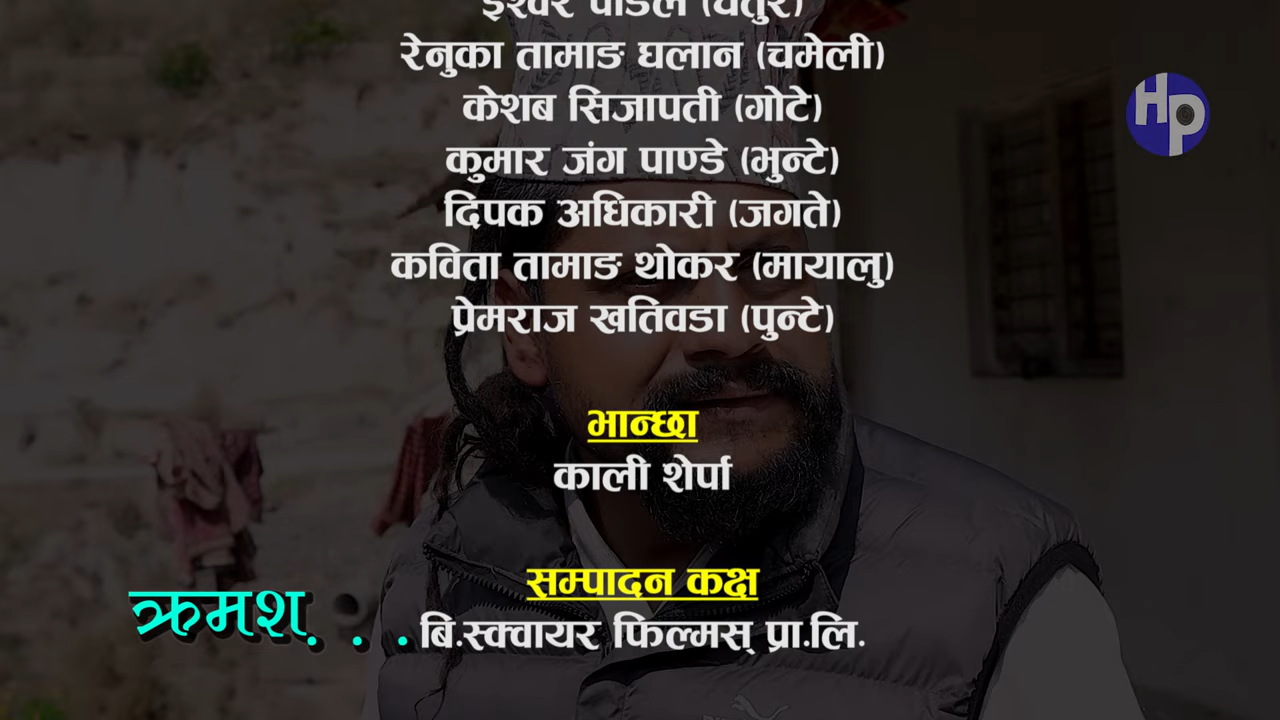 रेनुका तामाङ घलान (चमेली)
HP
केशब सिजापती (गोटे)
कुमार जंग पाण्डे (भुन्टे)
दिपक अधिकारी (जगते)
कविता तामाङ थोकर (मायालु)
प्रेमराज खतिवडा (पुन्टे)
भान्छा
काली शेर्पा
सम्पादन कक्ष
क्रमश. . .
बि.स्क्वायर फिल्मस् प्रा.लि.